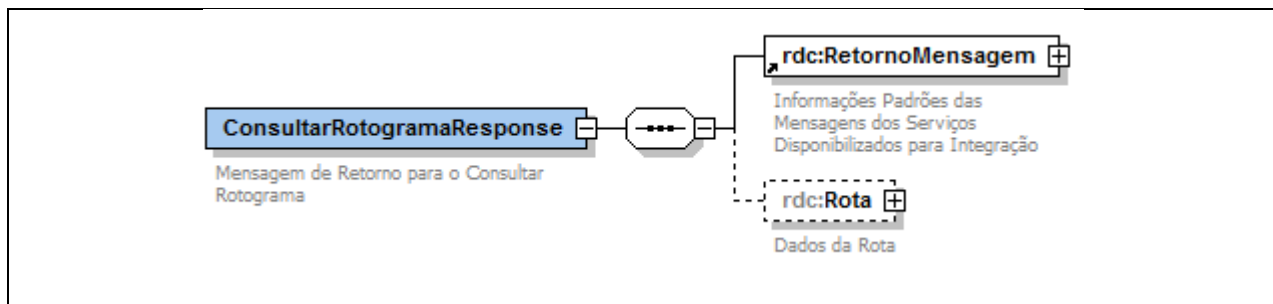 rdc:RetornoMensagem
Informações Padrões das
Mensagens dos Serviços
Disponibilizados para Integração
ConsultarRotogramaResponse
Mensagem de Retorno para o Consultar
Rotograma
rdc:Rota
Dados da Rota